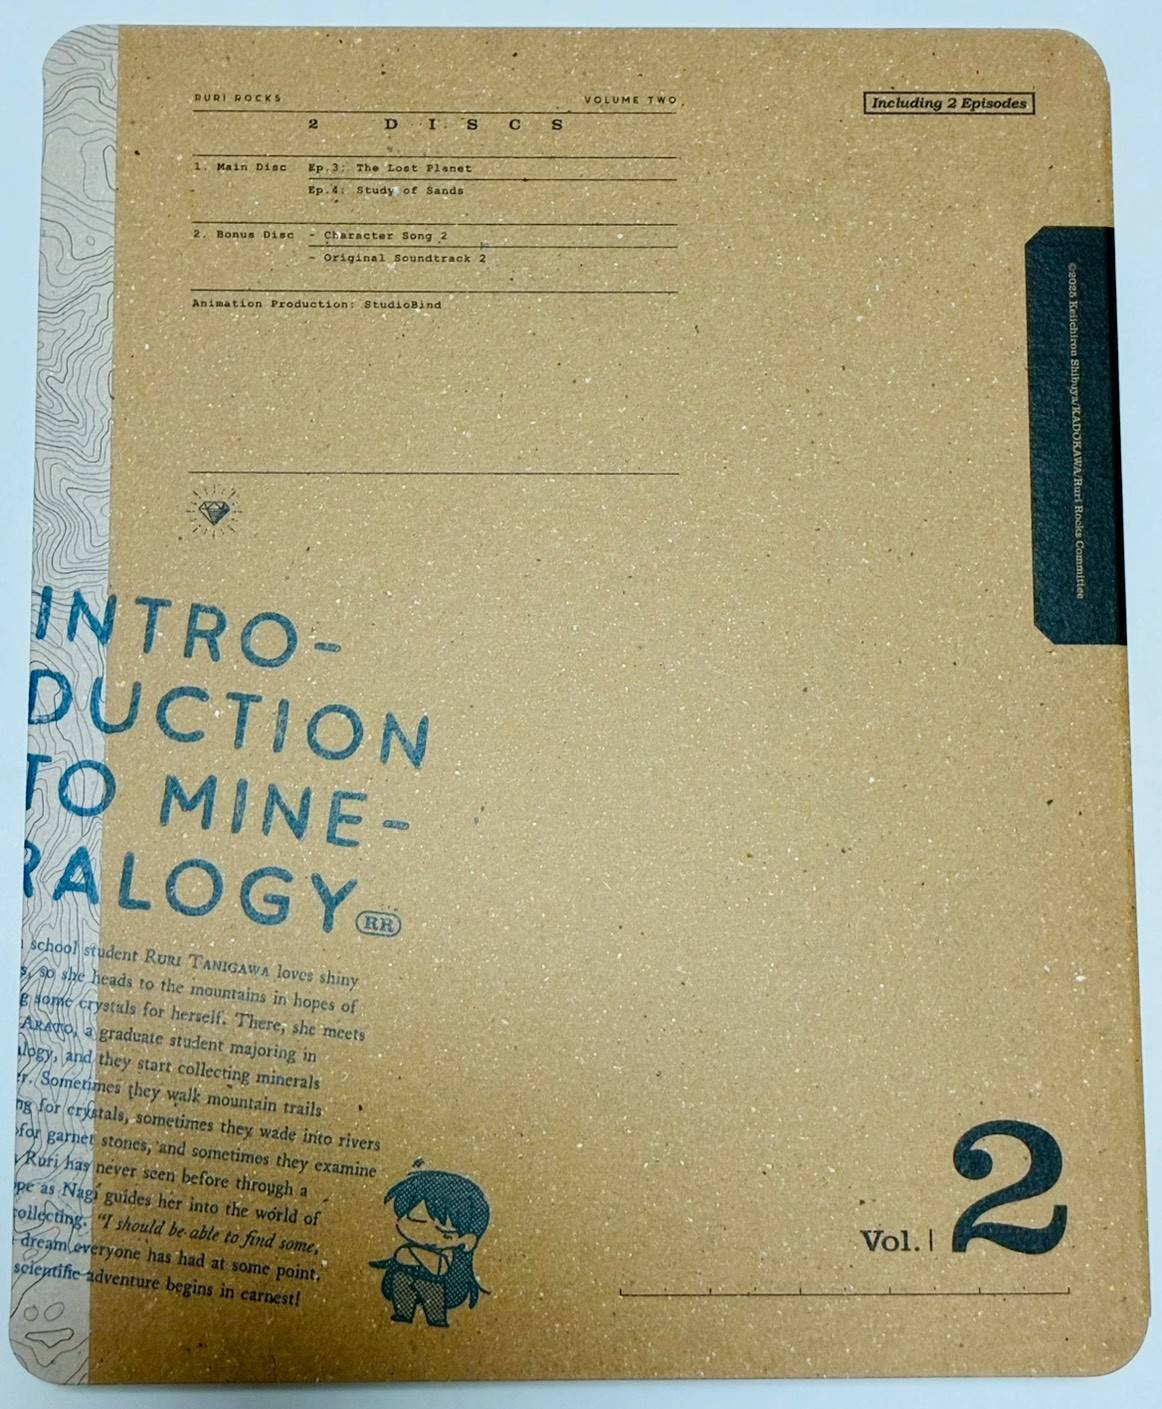 RURI ROCKS
VOLUME TWO
2 DISCS
1. Main Disc Ep.3: The Lost Planet
Ep.4: Study of Sands
2. Bonus Disc - Character Song 2
- Original Soundtrack 2
Animation Production: StudioBind
Including 2 Episodes
©2025 Keiichirou Shibuya/KADOKAWA/Ruri Rocks Committee
INTRO-
DUCTION
TO MINE-
RALOGY
RR
school student RURI TANIGAWA loves shiny
so she heads to the mountains in hopes of
some crystals for herself. There, she meets
ARATO, a graduate student majoring in
and they start collecting minerals
Sometimes they walk mountain trails
for crystals, sometimes they wade into rivers
for garnet stones, and sometimes they examine
Ruri has never seen before through a
as Nagi guides her into the world of
collecting. "I should be able to find some,
dream everyone has had at some point,
scientific adventure begins in earnest!
Vol. 2